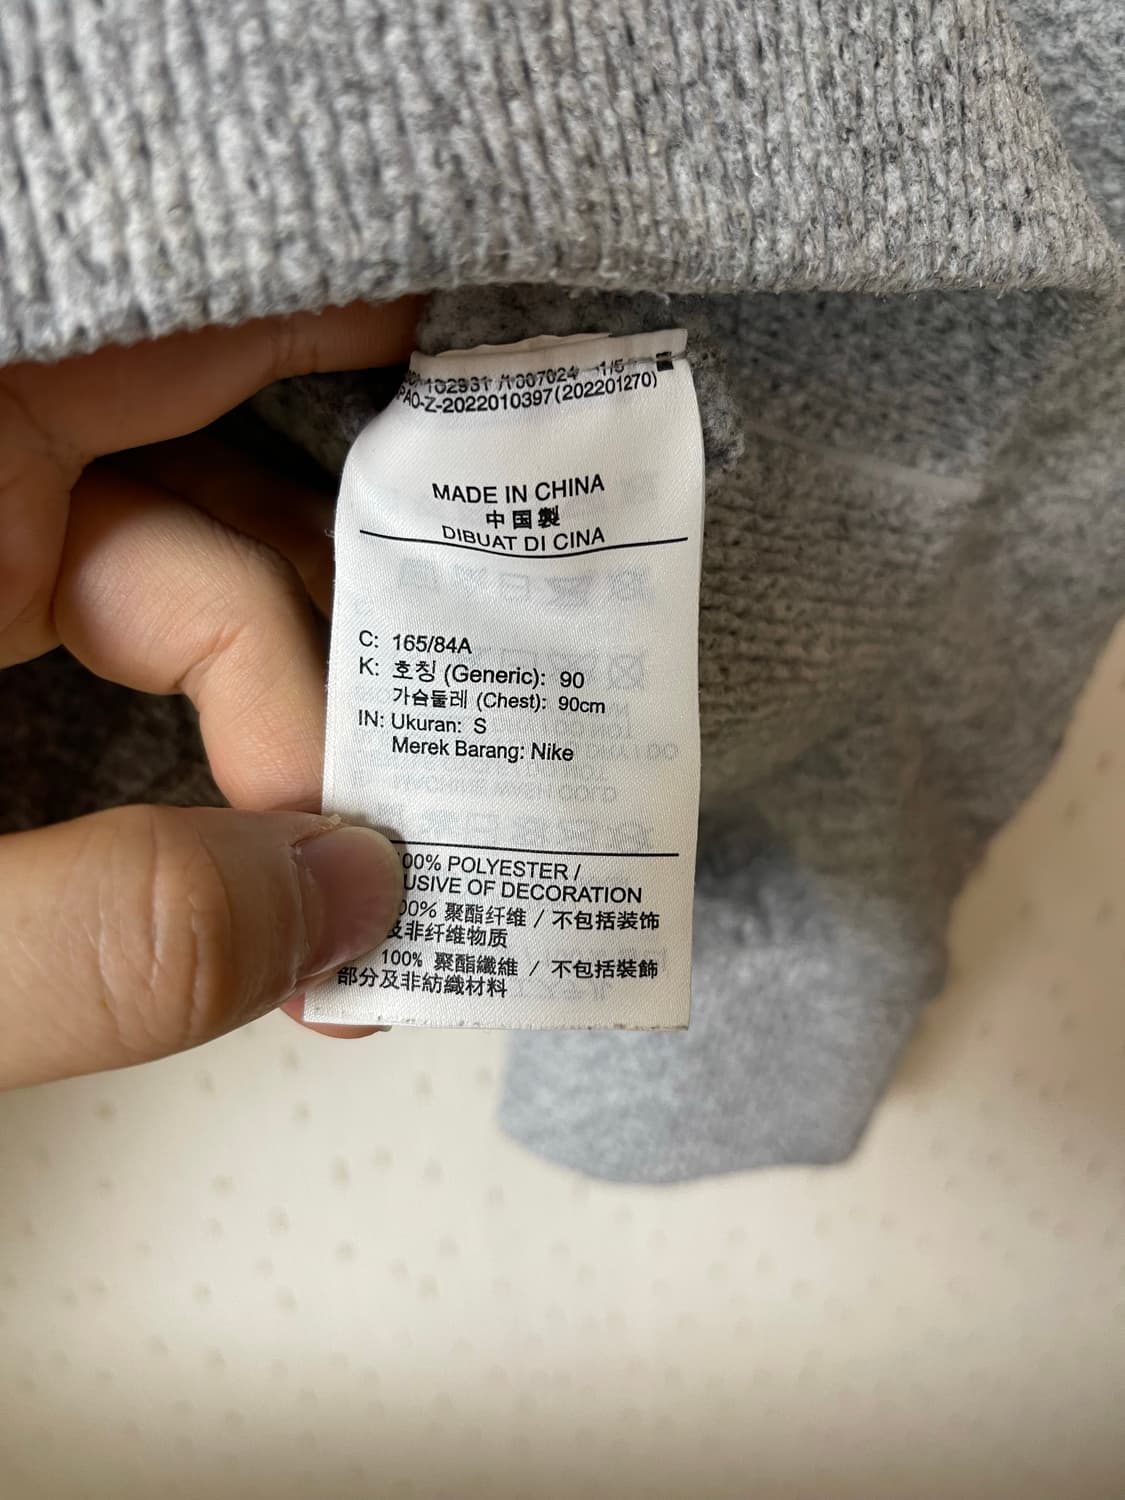 PAO-Z-2022010397(202201270)
MADE IN CHINA
中国製
DIBUAT DI CINA
C: 165/84A
K: 호칭 (Generic): 90
가슴둘레 (Chest): 90cm
IN: Ukuran: S
Merek Barang: Nike
00% POLYESTER /
USIVE OF DECORATION
00% 聚酯纤维 / 不包括装饰
及非纤维物质
100% 聚酯纖維 / 不包括裝飾
部分及非紡織材料